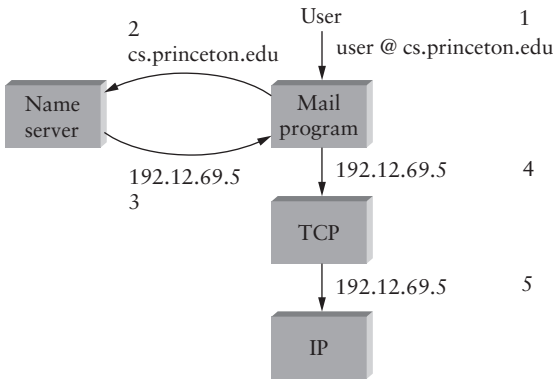 User
1
user @ cs.princeton.edu
2
cs.princeton.edu
Name
server
Mail
program
192.12.69.5
3
192.12.69.5
4
TCP
192.12.69.5
5
IP